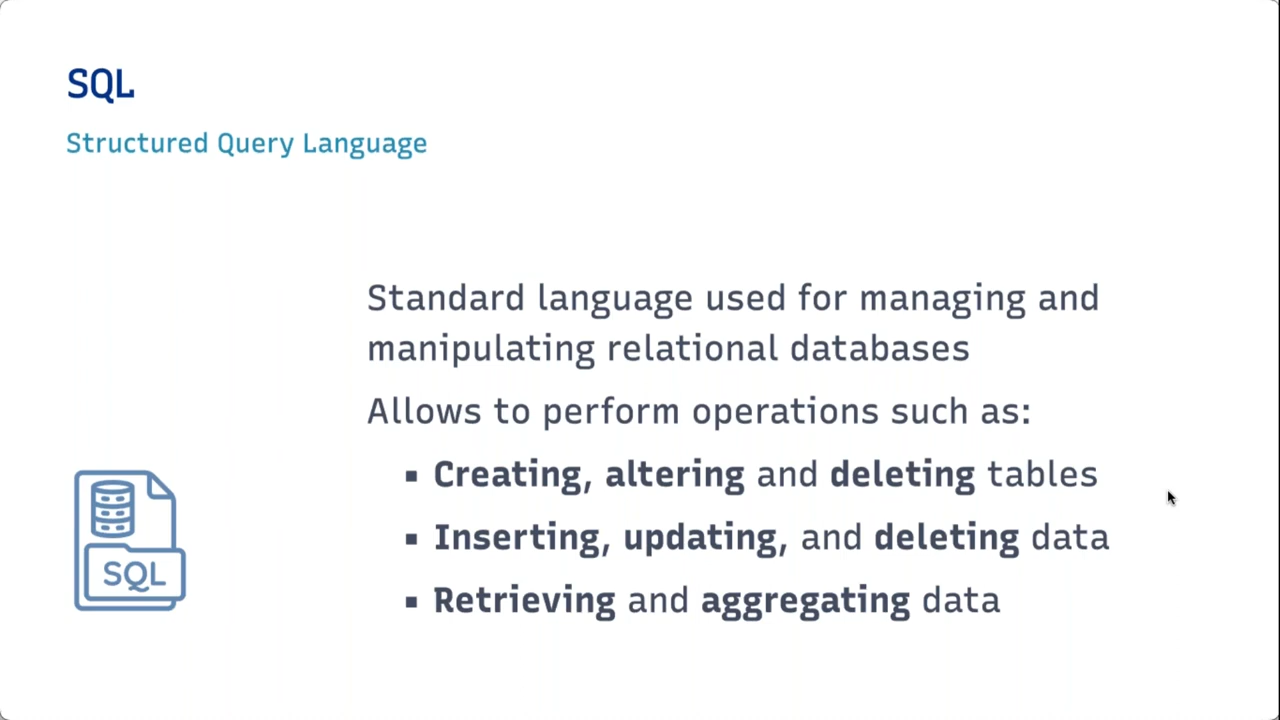 SQL
Structured Query Language
Standard language used for managing and
manipulating relational databases
Allows to perform operations such as:
▪ Creating, altering and deleting tables
▪ Inserting, updating, and deleting data
▪ Retrieving and aggregating data
SQL